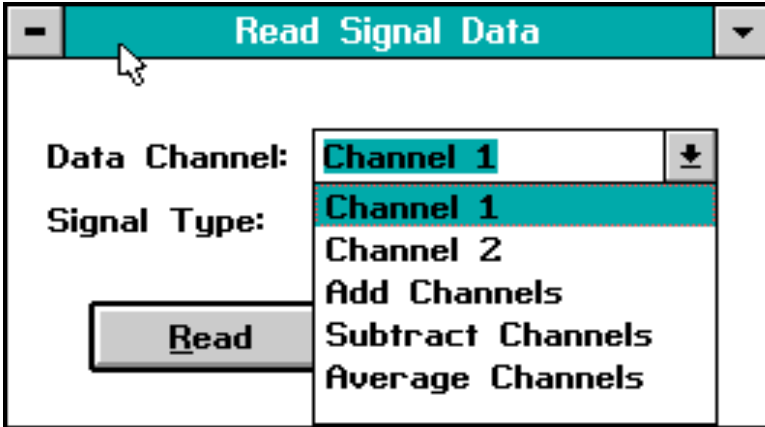 Read Signal Data
Data Channel: Channel 1
Channel 1
Signal Type:
Channel 2
Add Channels
Read
Subtract Channels
Average Channels